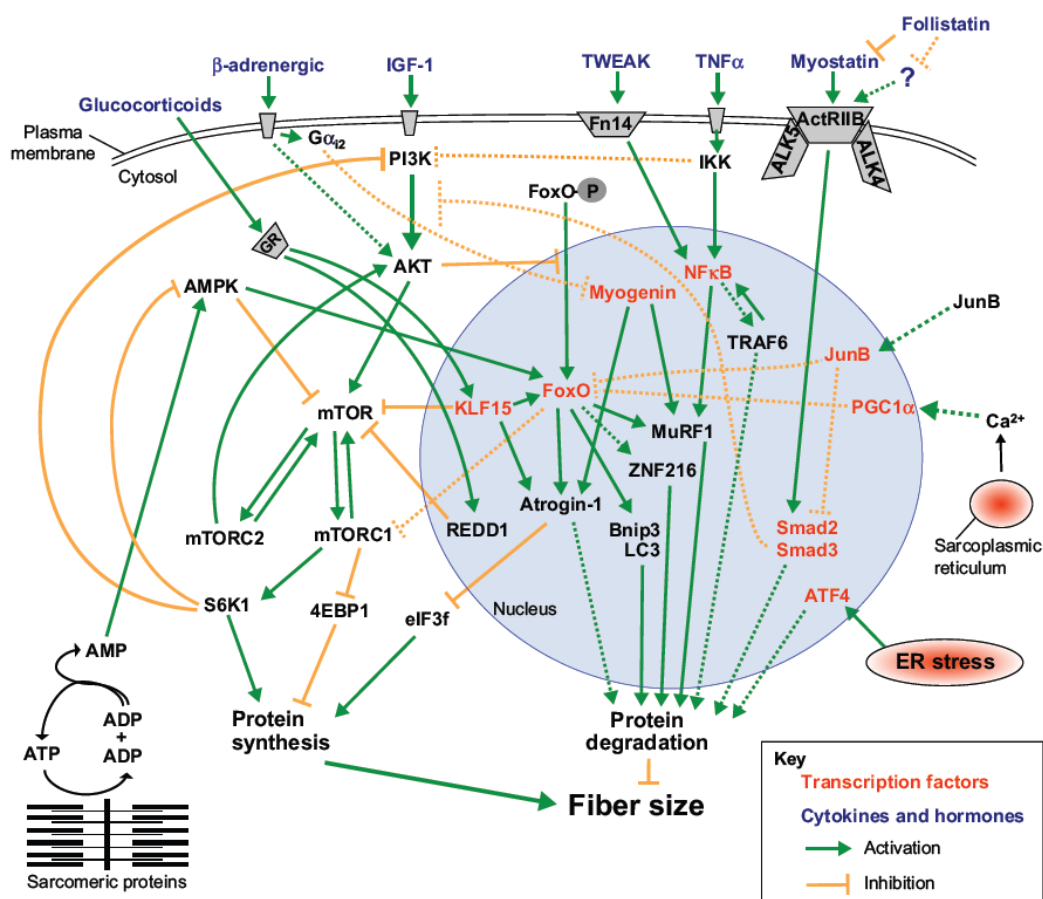 Follistatin
β-adrenergic
IGF-1
TWEAK
TNFα
Myostatin
?
Glucocorticoids
Plasma
membrane
Cytosol
Gαi2
PI3K
Fn14
IKK
ActRIIB
ALK5
ALK4
FoxO- P
GR
AKT
AMPK
NFκB
Myogenin
TRAF6
JunB
JunB
mTOR
KLF15
FoxO
PGC1α
Ca2+
MuRF1
ZNF216
mTORC2
mTORC1
REDD1
Atrogin-1
Bnip3
LC3
Smad2
Smad3
Sarcoplasmic
reticulum
S6K1
4EBP1
eIF3f
Nucleus
ATF4
ER stress
AMP
ADP
+
ADP
ATP
Protein
synthesis
Protein
degradation
Fiber size
Sarcomeric proteins
Key
Transcription factors
Cytokines and hormones
Activation
Inhibition